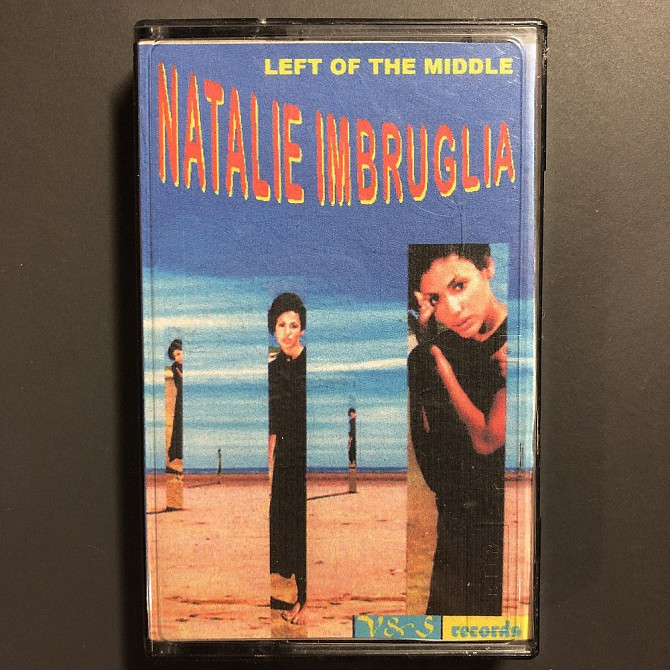 LEFT OF THE MIDDLE
NATALIE IMBRUGLIA
V&S records